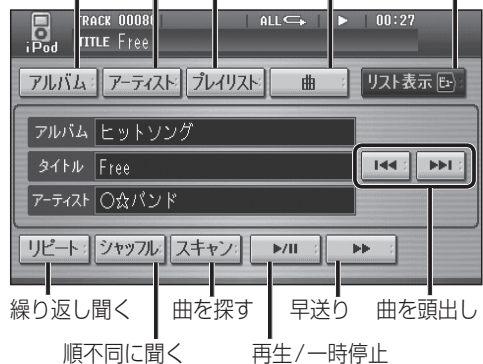 iPod TRACK 00080 ALL 00:27
TITLE Free
アルバム アーティスト プレイリスト 曲 リスト表示
アルバム ヒットソング
タイトル Free
アーティスト ○☆バンド
リピート シャッフル スキャン ▶/II ▶▶
繰り返し聞く 曲を探す 早送り 曲を頭出し
順不同に聞く 再生/一時停止